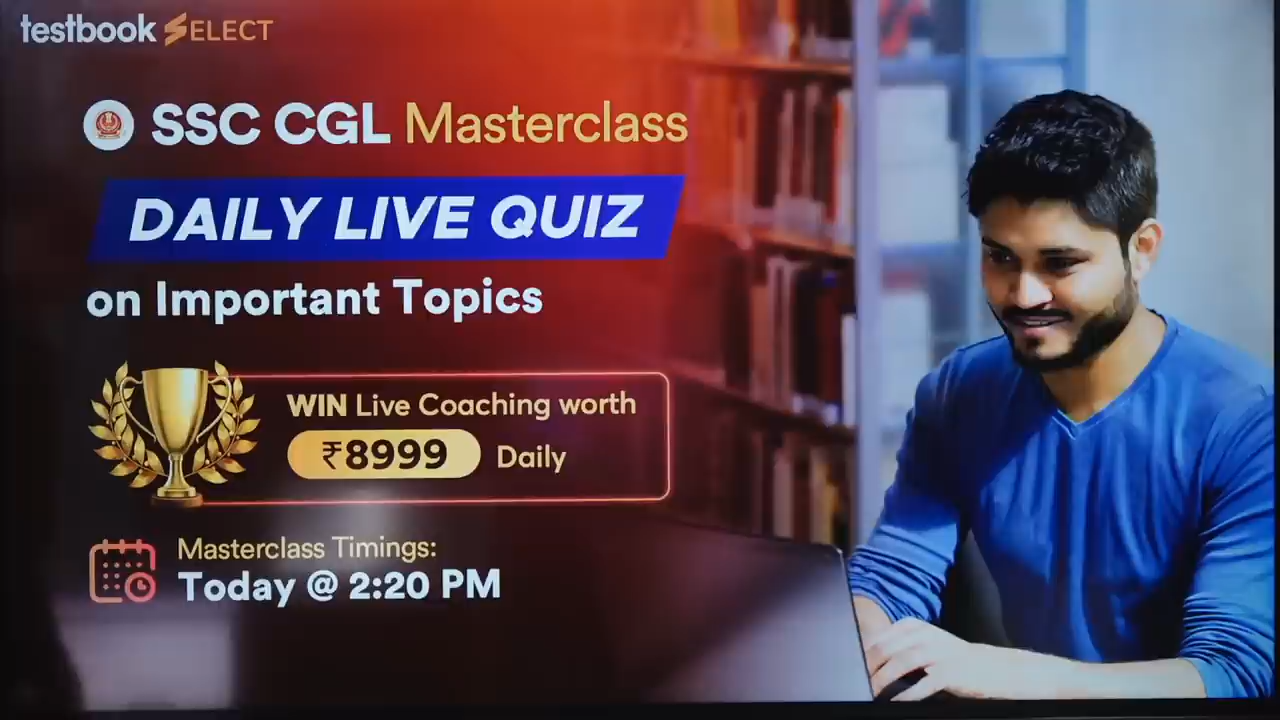 testbook SELECT
SSC CGL Masterclass
DAILY LIVE QUIZ
on Important Topics
WIN Live Coaching worth
₹8999 Daily
Masterclass Timings:
Today @ 2:20 PM